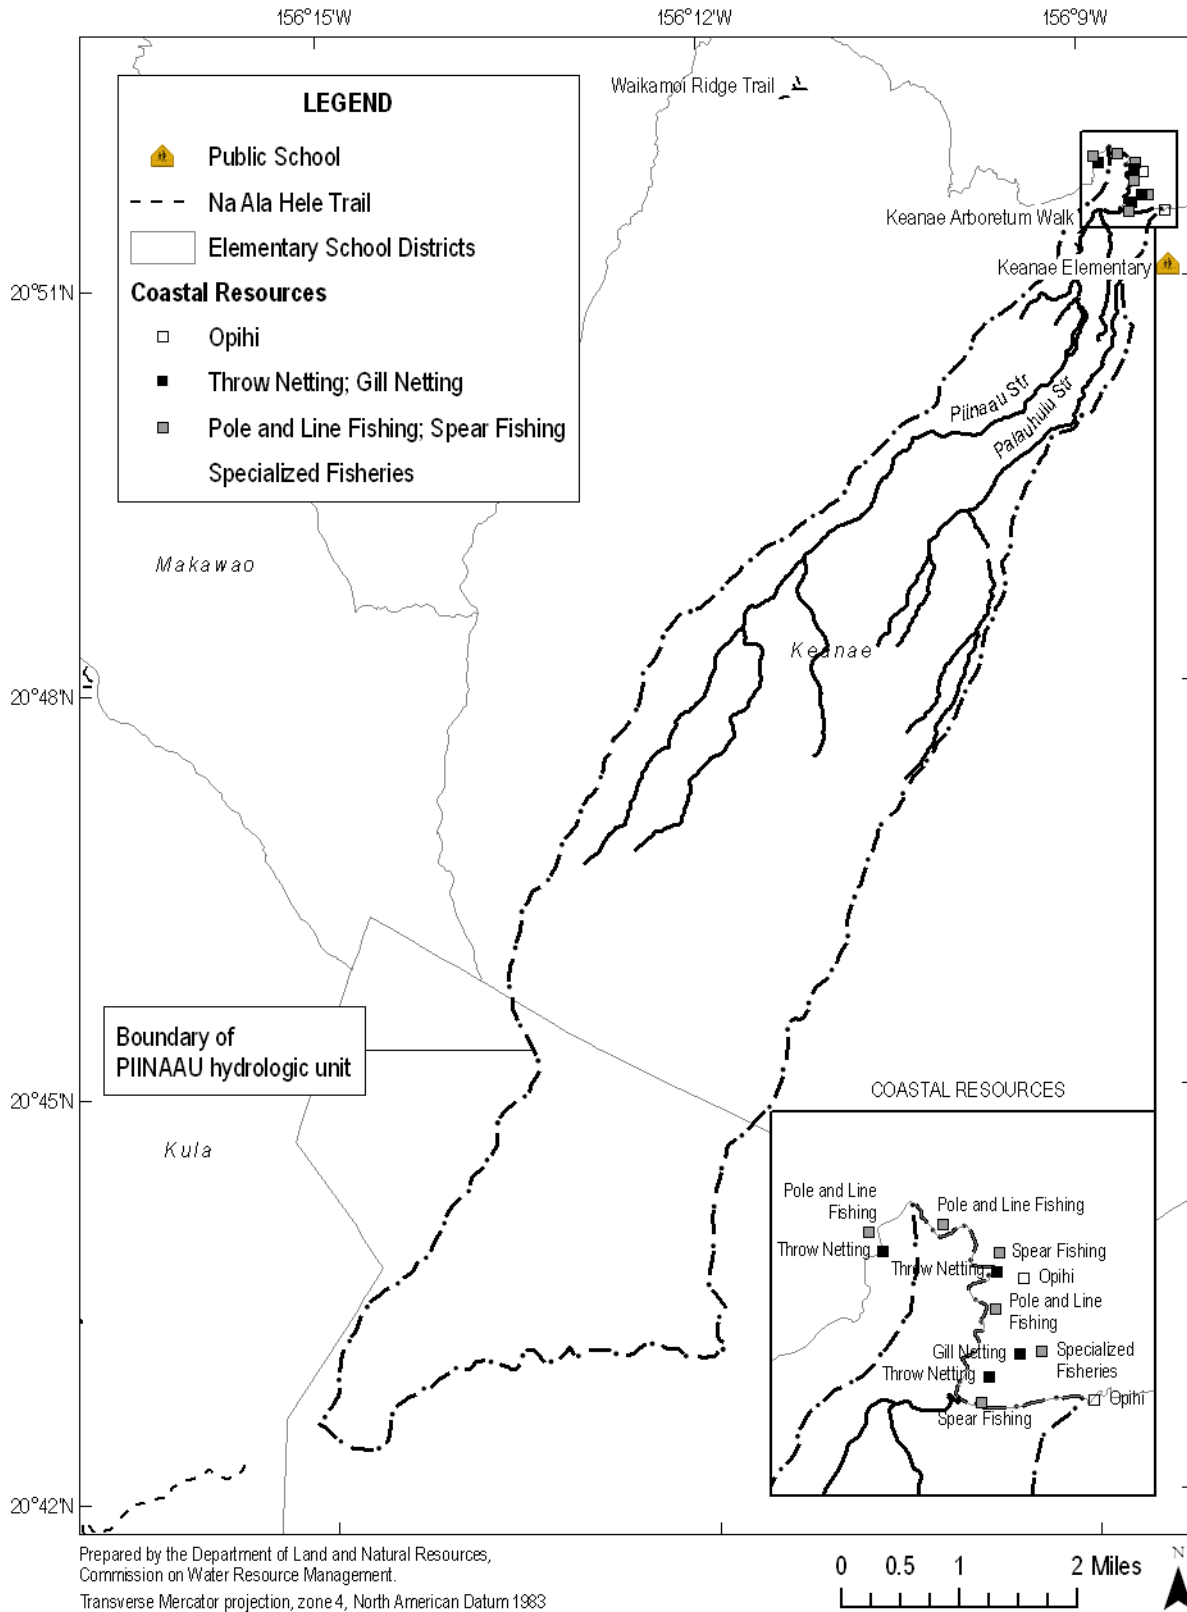 156°15'W
156°12'W
156°9'W
Waikamoi Ridge Trail
LEGEND
Public School
Na Ala Hele Trail
Elementary School Districts
Coastal Resources
Opihi
Throw Netting; Gill Netting
Pole and Line Fishing; Spear Fishing
Specialized Fisheries
Keanae Arboretum Walk
Keanae Elementary
20°51'N
Piinaau Str
Palauhulu Str
Makawao
Keanae
20°48'N
Boundary of
PIINAAU hydrologic unit
20°45'N
Kula
COASTAL RESOURCES
Pole and Line
Fishing
Pole and Line Fishing
Throw Netting
Spear Fishing
Throw Netting
Opihi
Pole and Line
Fishing
Gill Netting
Specialized
Fisheries
Throw Netting
Opihi
Spear Fishing
20°42'N
Prepared by the Department of Land and Natural Resources,
Commission on Water Resource Management.
Transverse Mercator projection, zone 4, North American Datum 1983
0 0.5 1 2 Miles
N